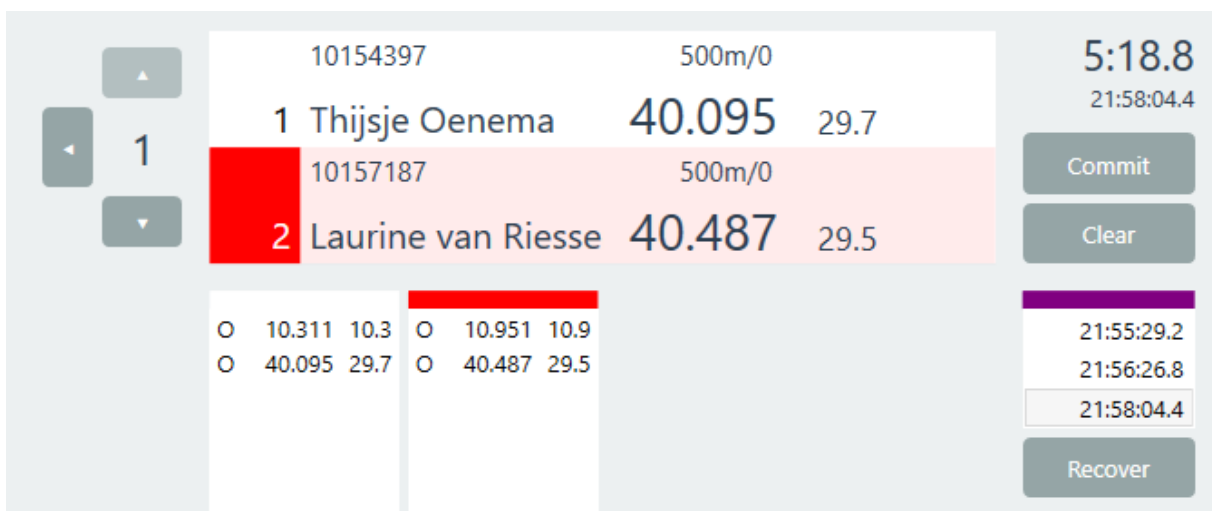 10154397 500m/0
1 Thijsje Oenema 40.095 29.7
10157187 500m/0
2 Laurine van Riesse 40.487 29.5
1
5:18.8
21:58:04.4
Commit
Clear
O 10.311 10.3
O 40.095 29.7
O 10.951 10.9
O 40.487 29.5
21:55:29.2
21:56:26.8
21:58:04.4
Recover